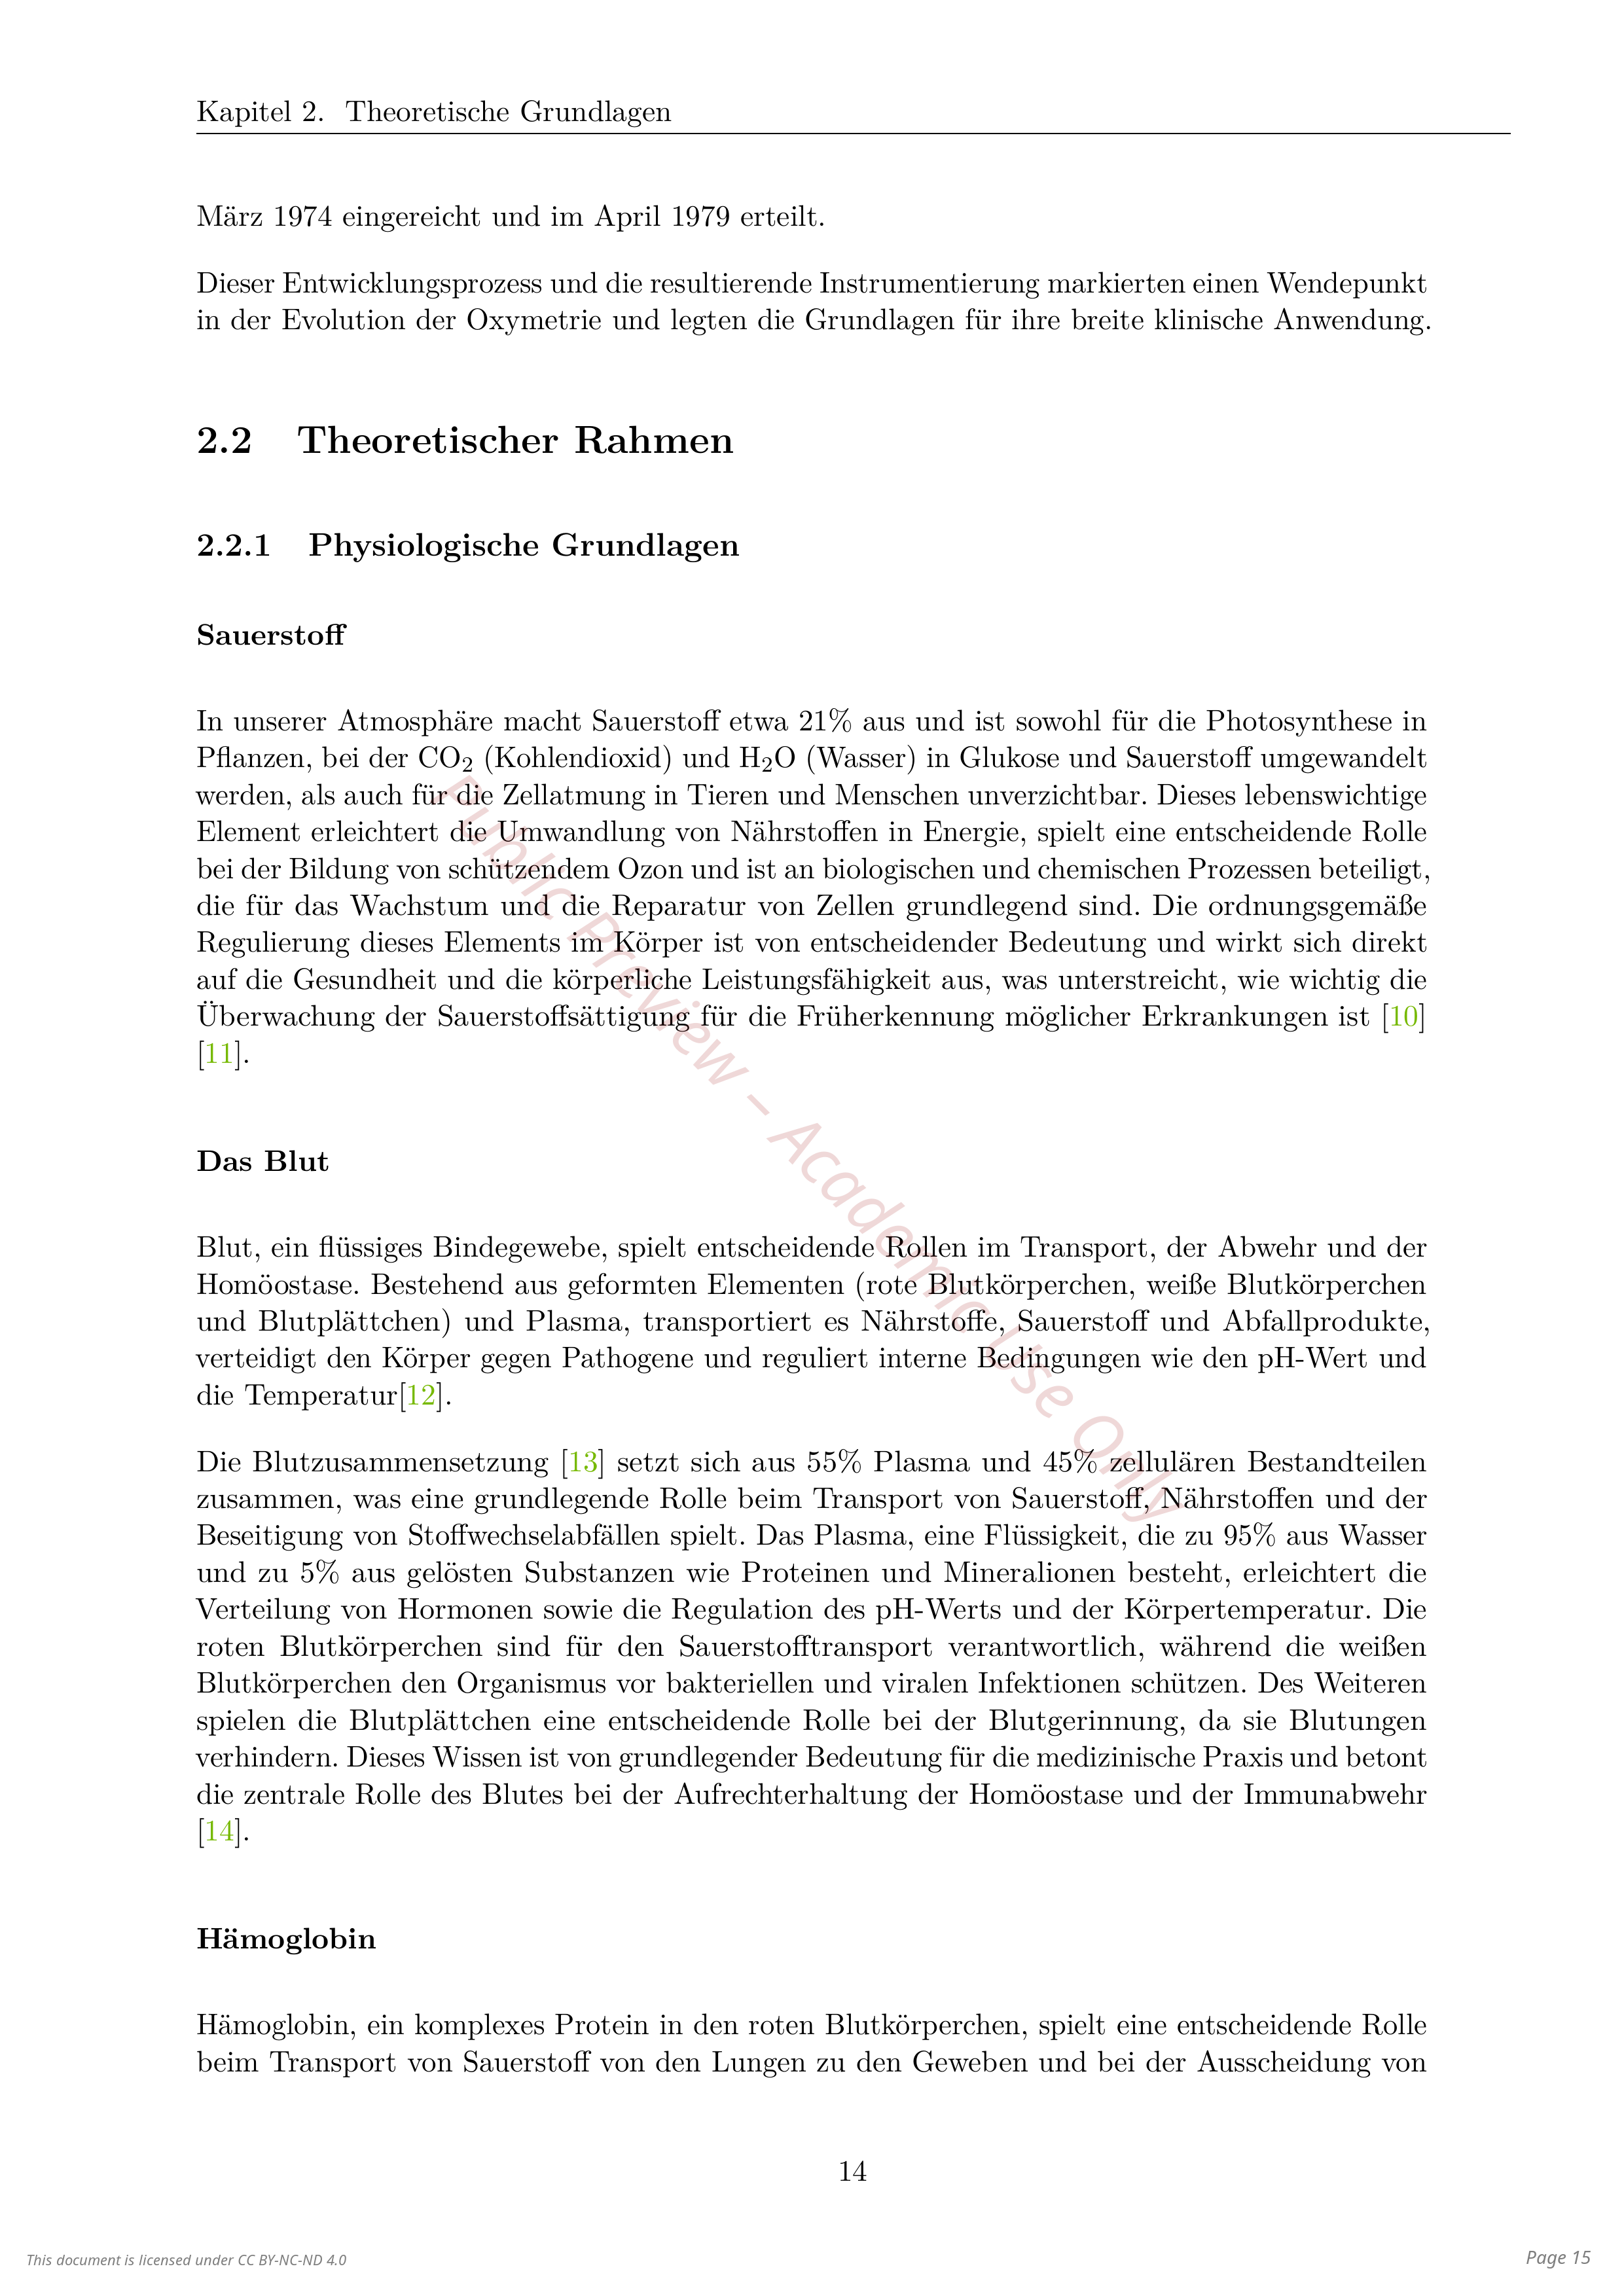 Kapitel 2. Theoretische Grundlagen
März 1974 eingereicht und im April 1979 erteilt.
Dieser Entwicklungsprozess und die resultierende Instrumentierung markierten einen Wendepunkt
in der Evolution der Oxymetrie und legten die Grundlagen für ihre breite klinische Anwendung.
2.2 Theoretischer Rahmen
2.2.1 Physiologische Grundlagen
Sauerstoff
In unserer Atmosphäre macht Sauerstoff etwa 21% aus und ist sowohl für die Photosynthese in
Pflanzen, bei der CO₂ (Kohlendioxid) und H₂O (Wasser) in Glukose und Sauerstoff umgewandelt
werden, als auch für die Zellatmung in Tieren und Menschen unverzichtbar. Dieses lebenswichtige
Element erleichtert die Umwandlung von Nährstoffen in Energie, spielt eine entscheidende Rolle
bei der Bildung von schützendem Ozon und ist an biologischen und chemischen Prozessen beteiligt,
die für das Wachstum und die Reparatur von Zellen grundlegend sind. Die ordnungsgemäße
Regulierung dieses Elements im Körper ist von entscheidender Bedeutung und wirkt sich direkt
auf die Gesundheit und die körperliche Leistungsfähigkeit aus, was unterstreicht, wie wichtig die
Überwachung der Sauerstoffsättigung für die Früherkennung möglicher Erkrankungen ist [10]
[11].
Das Blut
Blut, ein flüssiges Bindegewebe, spielt entscheidende Rollen im Transport, der Abwehr und der
Homöostase. Bestehend aus geformten Elementen (rote Blutkörperchen, weiße Blutkörperchen
und Blutplättchen) und Plasma, transportiert es Nährstoffe, Sauerstoff und Abfallprodukte,
verteidigt den Körper gegen Pathogene und reguliert interne Bedingungen wie den pH-Wert und
die Temperatur[12].
Die Blutzusammensetzung [13] setzt sich aus 55% Plasma und 45% zellulären Bestandteilen
zusammen, was eine grundlegende Rolle beim Transport von Sauerstoff, Nährstoffen und der
Beseitigung von Stoffwechselabfällen spielt. Das Plasma, eine Flüssigkeit, die zu 95% aus Wasser
und zu 5% aus gelösten Substanzen wie Proteinen und Mineralionen besteht, erleichtert die
Verteilung von Hormonen sowie die Regulation des pH-Werts und der Körpertemperatur. Die
roten Blutkörperchen sind für den Sauerstofftransport verantwortlich, während die weißen
Blutkörperchen den Organismus vor bakteriellen und viralen Infektionen schützen. Des Weiteren
spielen die Blutplättchen eine entscheidende Rolle bei der Blutgerinnung, da sie Blutungen
verhindern. Dieses Wissen ist von grundlegender Bedeutung für die medizinische Praxis und betont
die zentrale Rolle des Blutes bei der Aufrechterhaltung der Homöostase und der Immunabwehr
[14].
Hämoglobin
Hämoglobin, ein komplexes Protein in den roten Blutkörperchen, spielt eine entscheidende Rolle
beim Transport von Sauerstoff von den Lungen zu den Geweben und bei der Ausscheidung von
14
This document is licensed under CC BY-NC-ND 4.0
Page 15
Public Preview – Academic Use Only